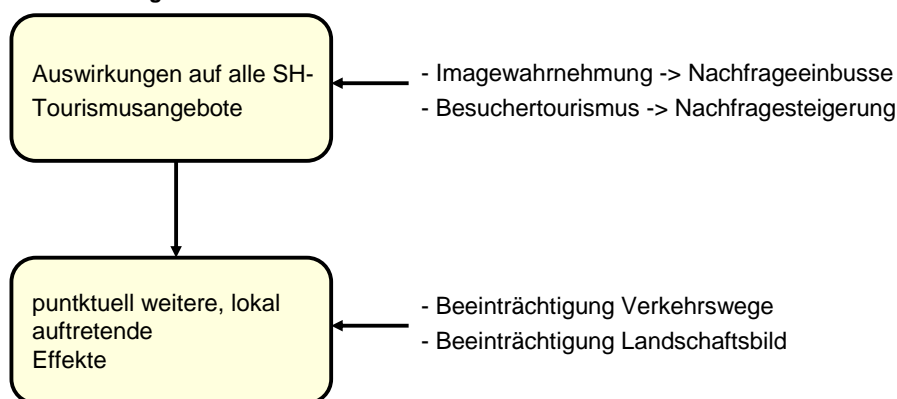 Auswirkungen auf alle SH-
Tourismusangebote
- Imagewahrnehmung -> Nachfrageeinbusse
- Besuchertourismus -> Nachfragesteigerung
puntktuell weitere, lokal
auftretende
Effekte
- Beeinträchtigung Verkehrswege
- Beeinträchtigung Landschaftsbild